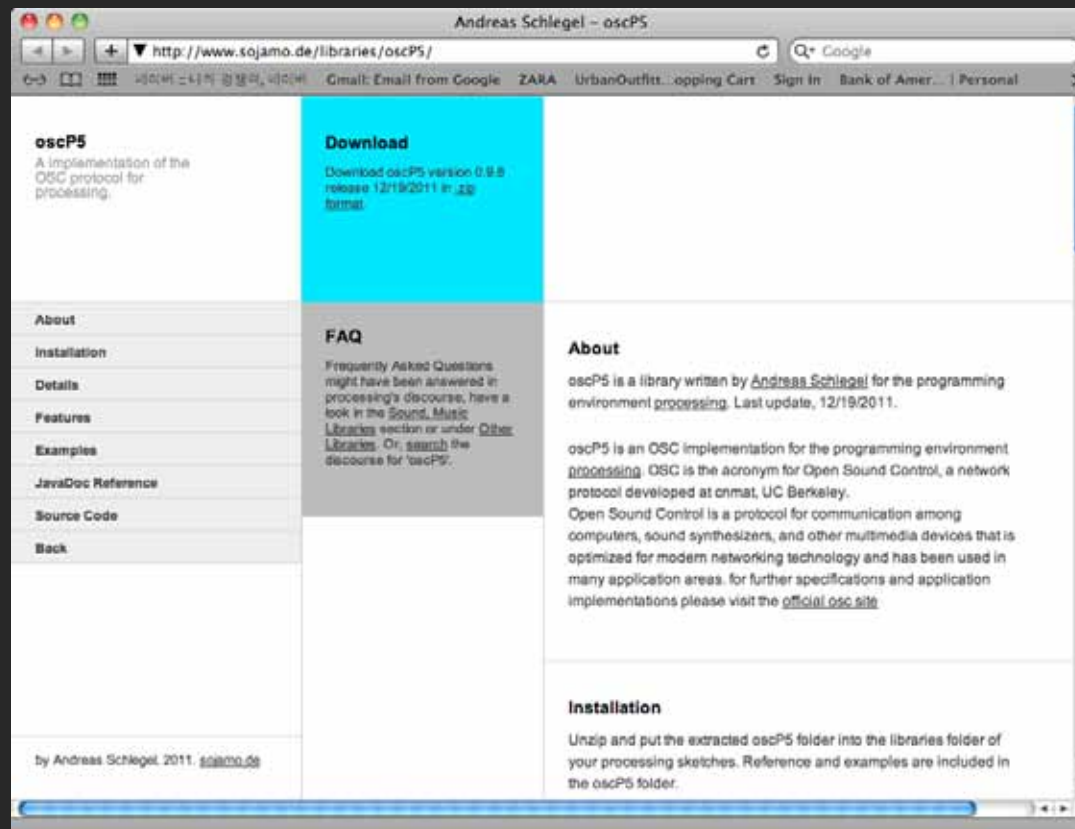 Andreas Schlegel – oscP5
http://www.sojamo.de/libraries/oscP5/
Google
Gmail: Email from Google ZARA UrbanOutfitt...opping Cart Sign In Bank of Amer... | Personal
oscP5
A implementation of the
OSC protocol for
processing.
Download
Download oscP5 version 0.9.8
release 12/19/2011 in .zip
format.
About
Installation
Details
Features
Examples
JavaDoc Reference
Source Code
Back
FAQ
Frequently Asked Questions
might have been answered in
processing's discourse, have a
look in the Sound, Music
Libraries section or under Other
Libraries. Or, search the
discourse for 'oscP5'.
About
oscP5 is a library written by Andreas Schlegel for the programming
environment processing. Last update, 12/19/2011.
oscP5 is an OSC implementation for the programming environment
processing. OSC is the acronym for Open Sound Control, a network
protocol developed at cnmat, UC Berkeley.
Open Sound Control is a protocol for communication among
computers, sound synthesizers, and other multimedia devices that is
optimized for modern networking technology and has been used in
many application areas. for further specifications and application
implementations please visit the official osc site
Installation
Unzip and put the extracted oscP5 folder into the libraries folder of
your processing sketches. Reference and examples are included in
the oscP5 folder.
by Andreas Schlegel, 2011. sojamo.de